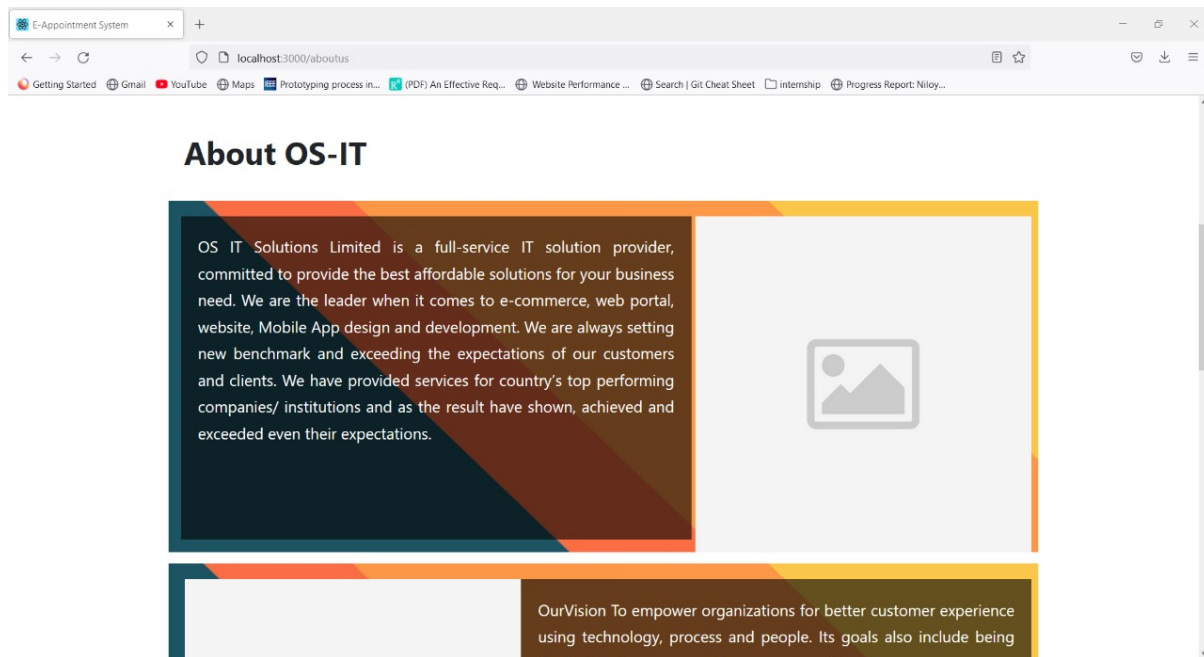 E-Appointment System
localhost:3000/aboutus
Getting Started Gmail YouTube Maps Prototyping process in... (PDF) An Effective Req... Website Performance ... Search | Git Cheat Sheet internship Progress Report: Niloy...
About OS-IT
OS IT Solutions Limited is a full-service IT solution provider,
committed to provide the best affordable solutions for your business
need. We are the leader when it comes to e-commerce, web portal,
website, Mobile App design and development. We are always setting
new benchmark and exceeding the expectations of our customers
and clients. We have provided services for country's top performing
companies/ institutions and as the result have shown, achieved and
exceeded even their expectations.
OurVision To empower organizations for better customer experience
using technology, process and people. Its goals also include being